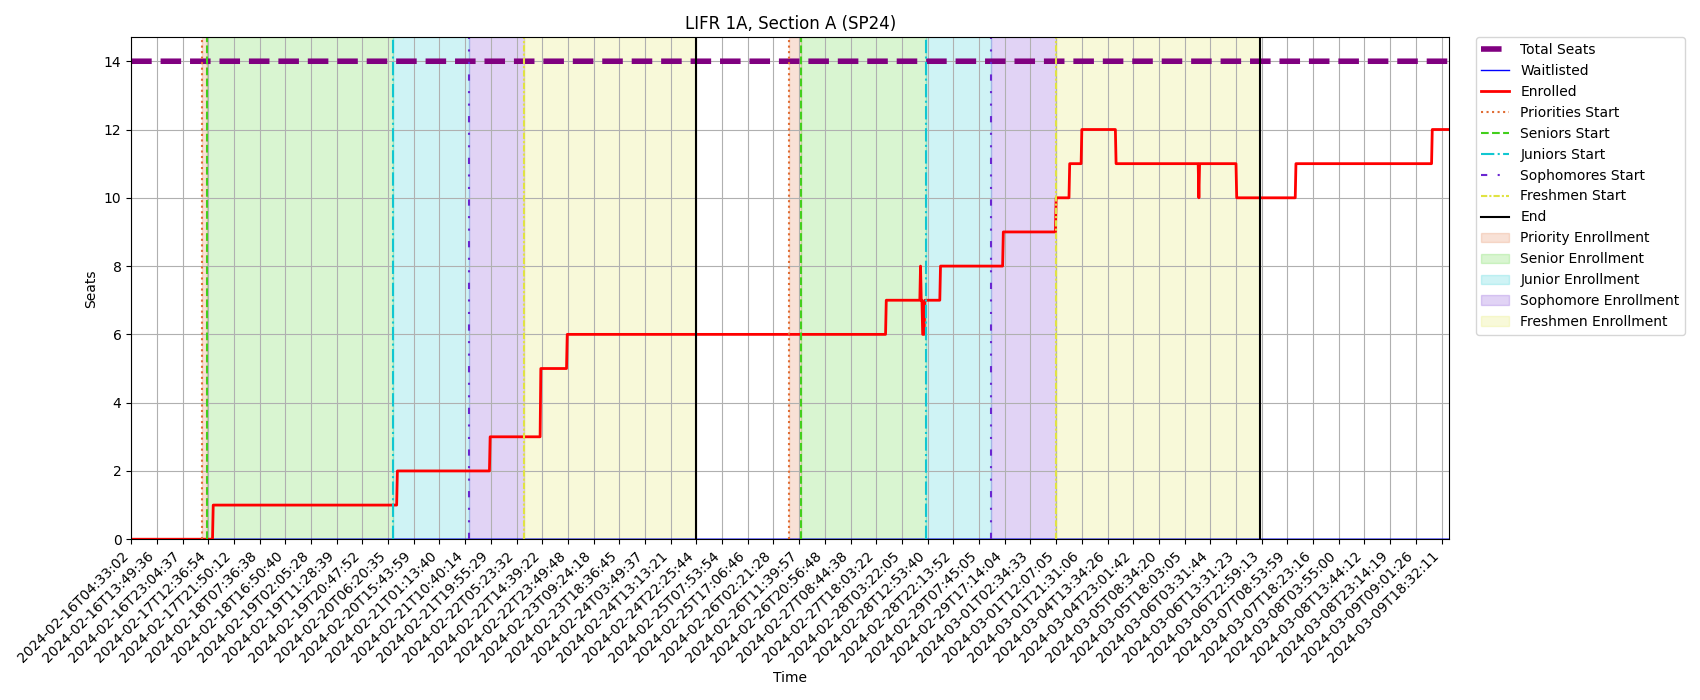 LIFR 1A, Section A (SP24)
14
12
10
8
6
4
2
0
Seats
2024-02-16T04:33:02
2024-02-16T13:49:36
2024-02-16T23:04:37
2024-02-17T12:36:54
2024-02-17T21:50:12
2024-02-18T07:36:38
2024-02-18T16:50:40
2024-02-19T02:05:28
2024-02-19T11:28:39
2024-02-19T20:47:52
2024-02-20T06:20:35
2024-02-20T15:43:59
2024-02-21T01:13:40
2024-02-21T10:40:14
2024-02-21T19:55:29
2024-02-22T05:23:32
2024-02-22T14:39:22
2024-02-22T23:49:48
2024-02-23T09:24:18
2024-02-23T18:36:45
2024-02-24T03:49:37
2024-02-24T13:13:21
2024-02-24T22:25:44
2024-02-25T07:53:54
2024-02-25T17:06:46
2024-02-26T02:21:28
2024-02-26T11:39:57
2024-02-26T20:56:48
2024-02-27T08:44:38
2024-02-27T18:03:22
2024-02-28T03:22:05
2024-02-28T12:53:40
2024-02-28T22:13:52
2024-02-29T07:45:05
2024-02-29T17:14:04
2024-03-01T02:34:33
2024-03-01T12:07:05
2024-03-01T21:31:06
2024-03-04T13:34:26
2024-03-04T23:01:42
2024-03-05T08:34:20
2024-03-05T18:03:05
2024-03-06T03:31:44
2024-03-06T13:31:23
2024-03-06T22:59:13
2024-03-07T08:53:59
2024-03-07T18:23:16
2024-03-08T03:55:00
2024-03-08T13:44:12
2024-03-08T23:14:19
2024-03-09T09:01:26
2024-03-09T18:32:11
Time
Total Seats
Waitlisted
Enrolled
Priorities Start
Seniors Start
Juniors Start
Sophomores Start
Freshmen Start
End
Priority Enrollment
Senior Enrollment
Junior Enrollment
Sophomore Enrollment
Freshmen Enrollment